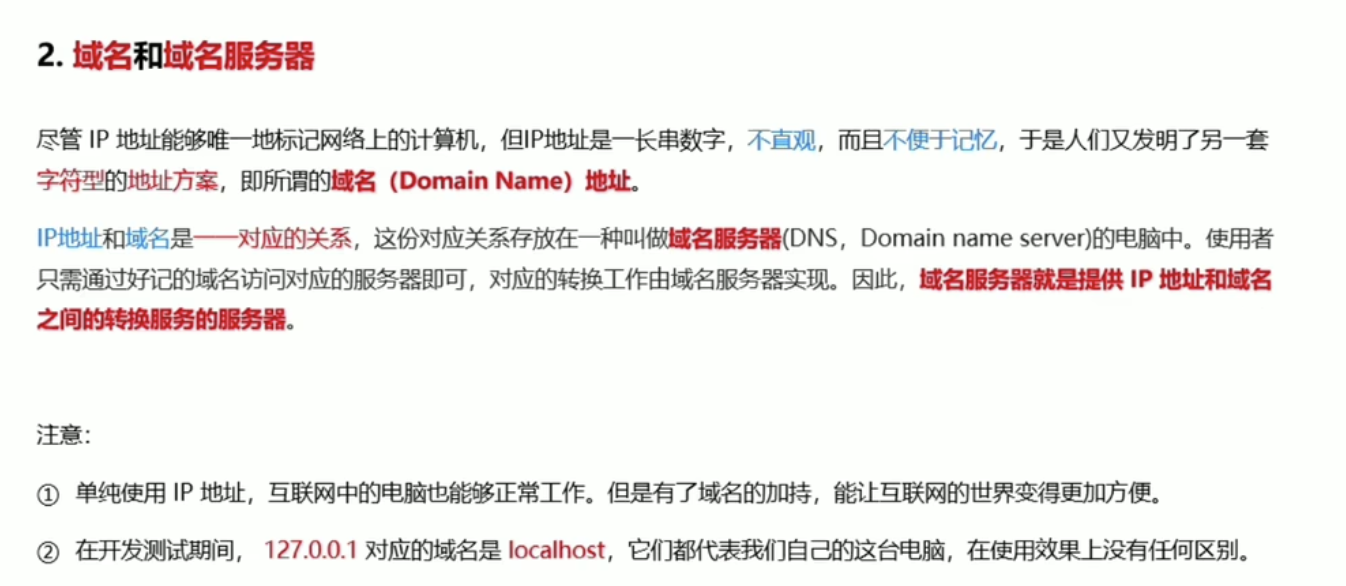 2. 域名和域名服务器
尽管 IP 地址能够唯一地标记网络上的计算机，但IP地址是一长串数字，不直观，而且不便于记忆，于是人们又发明了另一套
字符型的地址方案，即所谓的域名（Domain Name）地址。
IP地址和域名是一一对应的关系，这份对应关系存放在一种叫做域名服务器(DNS，Domain name server)的电脑中。使用者
只需通过好记的域名访问对应的服务器即可，对应的转换工作由域名服务器实现。因此，域名服务器就是提供 IP 地址和域名
之间的转换服务的服务器。
注意：
① 单纯使用 IP 地址，互联网中的电脑也能够正常工作。但是有了域名的加持，能让互联网的世界变得更加方便。
② 在开发测试期间， 127.0.0.1 对应的域名是 localhost，它们都代表我们自己的这台电脑，在使用效果上没有任何区别。